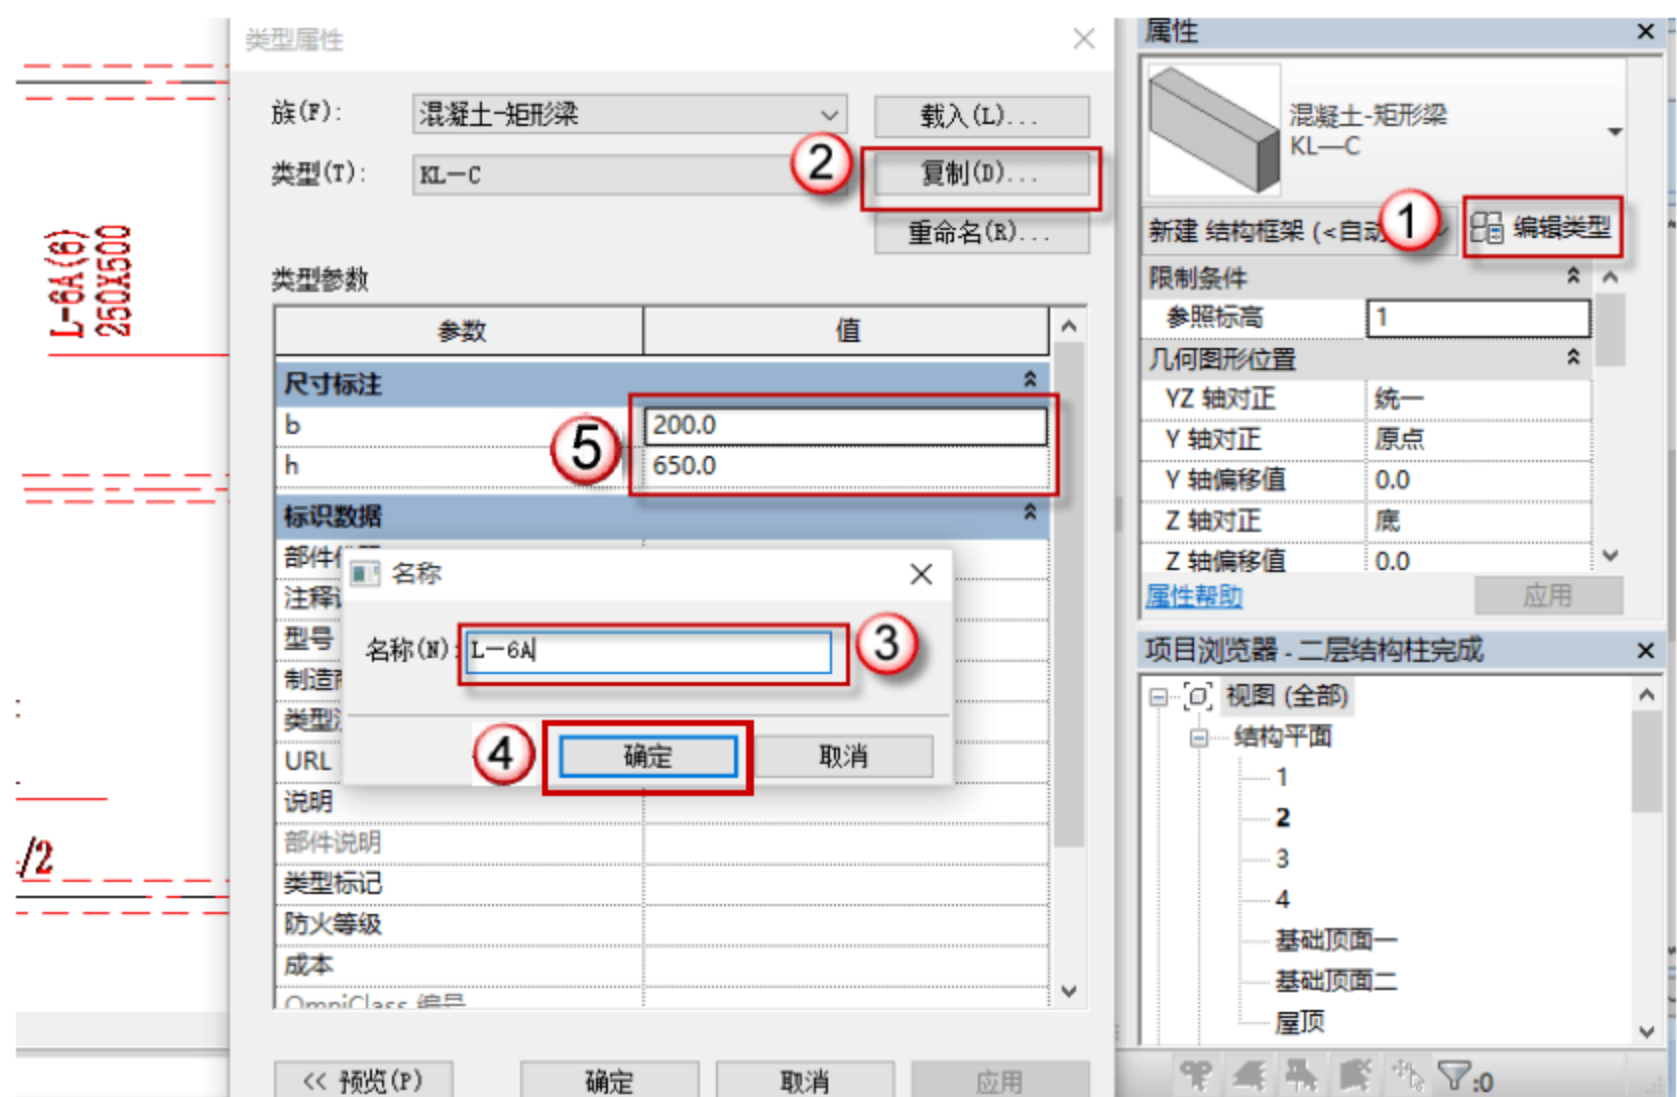 L-6A(6)
250X500
/2
类型属性
族(F):
混凝土-矩形梁
载入(L)...
类型(T):
KL—C
2
复制(D)...
重命名(R)...
类型参数
参数
值
尺寸标注
b
200.0
h
650.0
5
标识数据
部件
注释
型号
制造
类型
URL
说明
部件说明
类型标记
防火等级
成本
OmniClass 编号
名称
名称(N):
L—6A
3
4
确定
取消
<< 预览(P)
确定
取消
应用
属性
混凝土-矩形梁
KL—C
新建 结构框架 (<自动
1
编辑类型
限制条件
参照标高
1
几何图形位置
YZ 轴对正
统一
Y 轴对正
原点
Y 轴偏移值
0.0
Z 轴对正
底
Z 轴偏移值
0.0
属性帮助
应用
项目浏览器 - 二层结构柱完成
视图 (全部)
结构平面
1
2
3
4
基础顶面一
基础顶面二
屋顶
:0